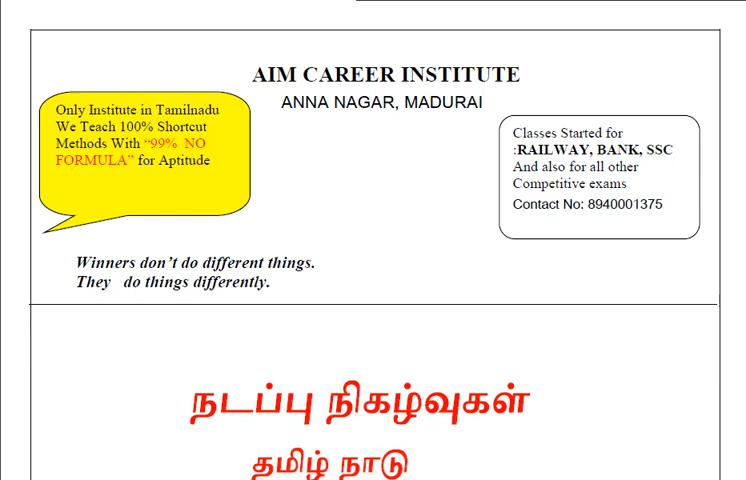 AIM CAREER INSTITUTE
ANNA NAGAR, MADURAI
Only Institute in Tamilnadu
We Teach 100% Shortcut
Methods With “99% NO
FORMULA” for Aptitude
Classes Started for
:RAILWAY, BANK, SSC
And also for all other
Competitive exams
Contact No: 8940001375
Winners don’t do different things.
They do things differently.
நடப்பு நிகழ்வுகள்
தமிழ் நாடு